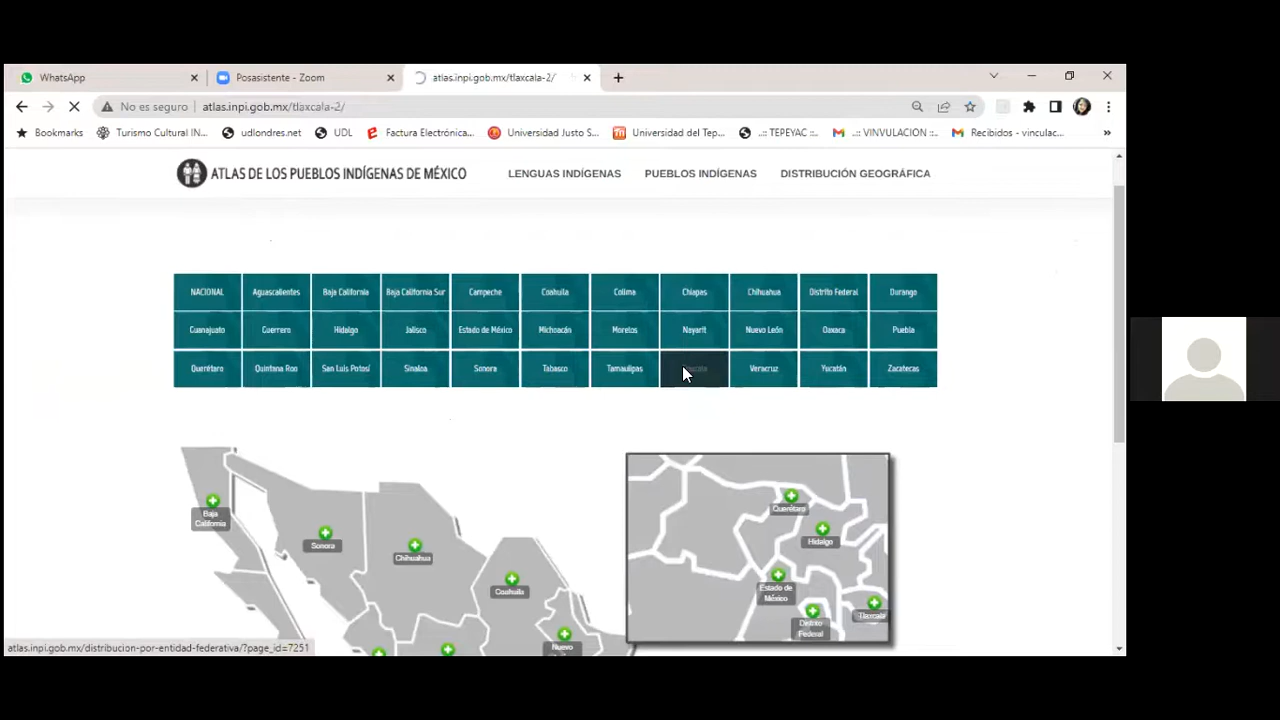 WhatsApp
Posasistente - Zoom
atlas.inpi.gob.mx/tlaxcala-2/
No es seguro
atlas.inpi.gob.mx/tlaxcala-2/
Bookmarks
Turismo Cultural IN...
udlondres.net
UDL
Factura Electrónica...
Universidad Justo S...
Universidad del Tep...
..:: TEPEYAC ::..
..:: VINVULACION ::..
Recibidos - vinculac...
»
ATLAS DE LOS PUEBLOS INDÍGENAS DE MÉXICO
LENGUAS INDÍGENAS
PUEBLOS INDÍGENAS
DISTRIBUCIÓN GEOGRÁFICA
NACIONAL
Aguascalientes
Baja California
Baja California Sur
Campeche
Coahuila
Colima
Chiapas
Chihuahua
Distrito Federal
Durango
Guanajuato
Guerrero
Hidalgo
Jalisco
Estado de México
Michoacán
Morelos
Nayarit
Nuevo León
Oaxaca
Puebla
Querétaro
Quintana Roo
San Luis Potosí
Sinaloa
Sonora
Tabasco
Tamaulipas
Veracruz
Yucatán
Zacatecas
Baja
California
Sonora
Chihuahua
Coahuila
Nuevo
Querétaro
Hidalgo
Estado de
México
Distrito
Federal
Tlaxcala
atlas.inpi.gob.mx/distribucion-por-entidad-federativa/?page_id=7251